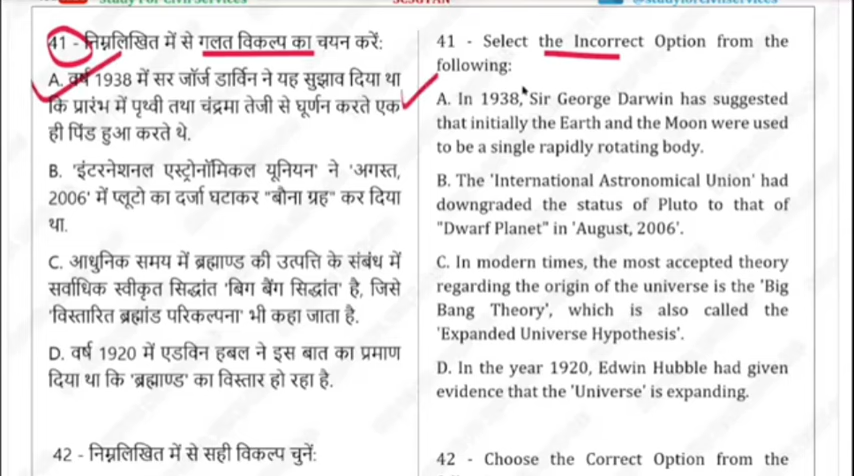 41 - निम्नलिखित में से गलत विकल्प का चयन करें:
A. वर्ष 1938 में सर जॉर्ज डार्विन ने यह सुझाव दिया था
कि प्रारंभ में पृथ्वी तथा चंद्रमा तेजी से घूर्णन करते एक
ही पिंड हुआ करते थे.
B. 'इंटरनेशनल एस्ट्रोनॉमिकल यूनियन' ने 'अगस्त,
2006' में प्लूटो का दर्जा घटाकर "बौना ग्रह" कर दिया
था.
C. आधुनिक समय में ब्रह्माण्ड की उत्पत्ति के संबंध में
सर्वाधिक स्वीकृत सिद्धांत 'बिग बैंग सिद्धांत' है, जिसे
'विस्तारित ब्रह्मांड परिकल्पना' भी कहा जाता है.
D. वर्ष 1920 में एडविन हबल ने इस बात का प्रमाण
दिया था कि 'ब्रह्माण्ड' का विस्तार हो रहा है.
42 - निम्नलिखित में से सही विकल्प चुनें:
41 - Select the Incorrect Option from the
following:
A. In 1938, Sir George Darwin has suggested
that initially the Earth and the Moon were used
to be a single rapidly rotating body.
B. The 'International Astronomical Union' had
downgraded the status of Pluto to that of
"Dwarf Planet" in 'August, 2006'.
C. In modern times, the most accepted theory
regarding the origin of the universe is the 'Big
Bang Theory', which is also called the
'Expanded Universe Hypothesis'.
D. In the year 1920, Edwin Hubble had given
evidence that the 'Universe' is expanding.
42 - Choose the Correct Option from the